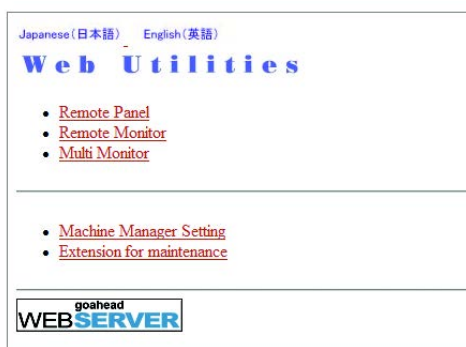 Japanese(日本語) English(英語)
Web Utilities
Remote Panel
Remote Monitor
Multi Monitor
Machine Manager Setting
Extension for maintenance
goahead
WEBSERVER